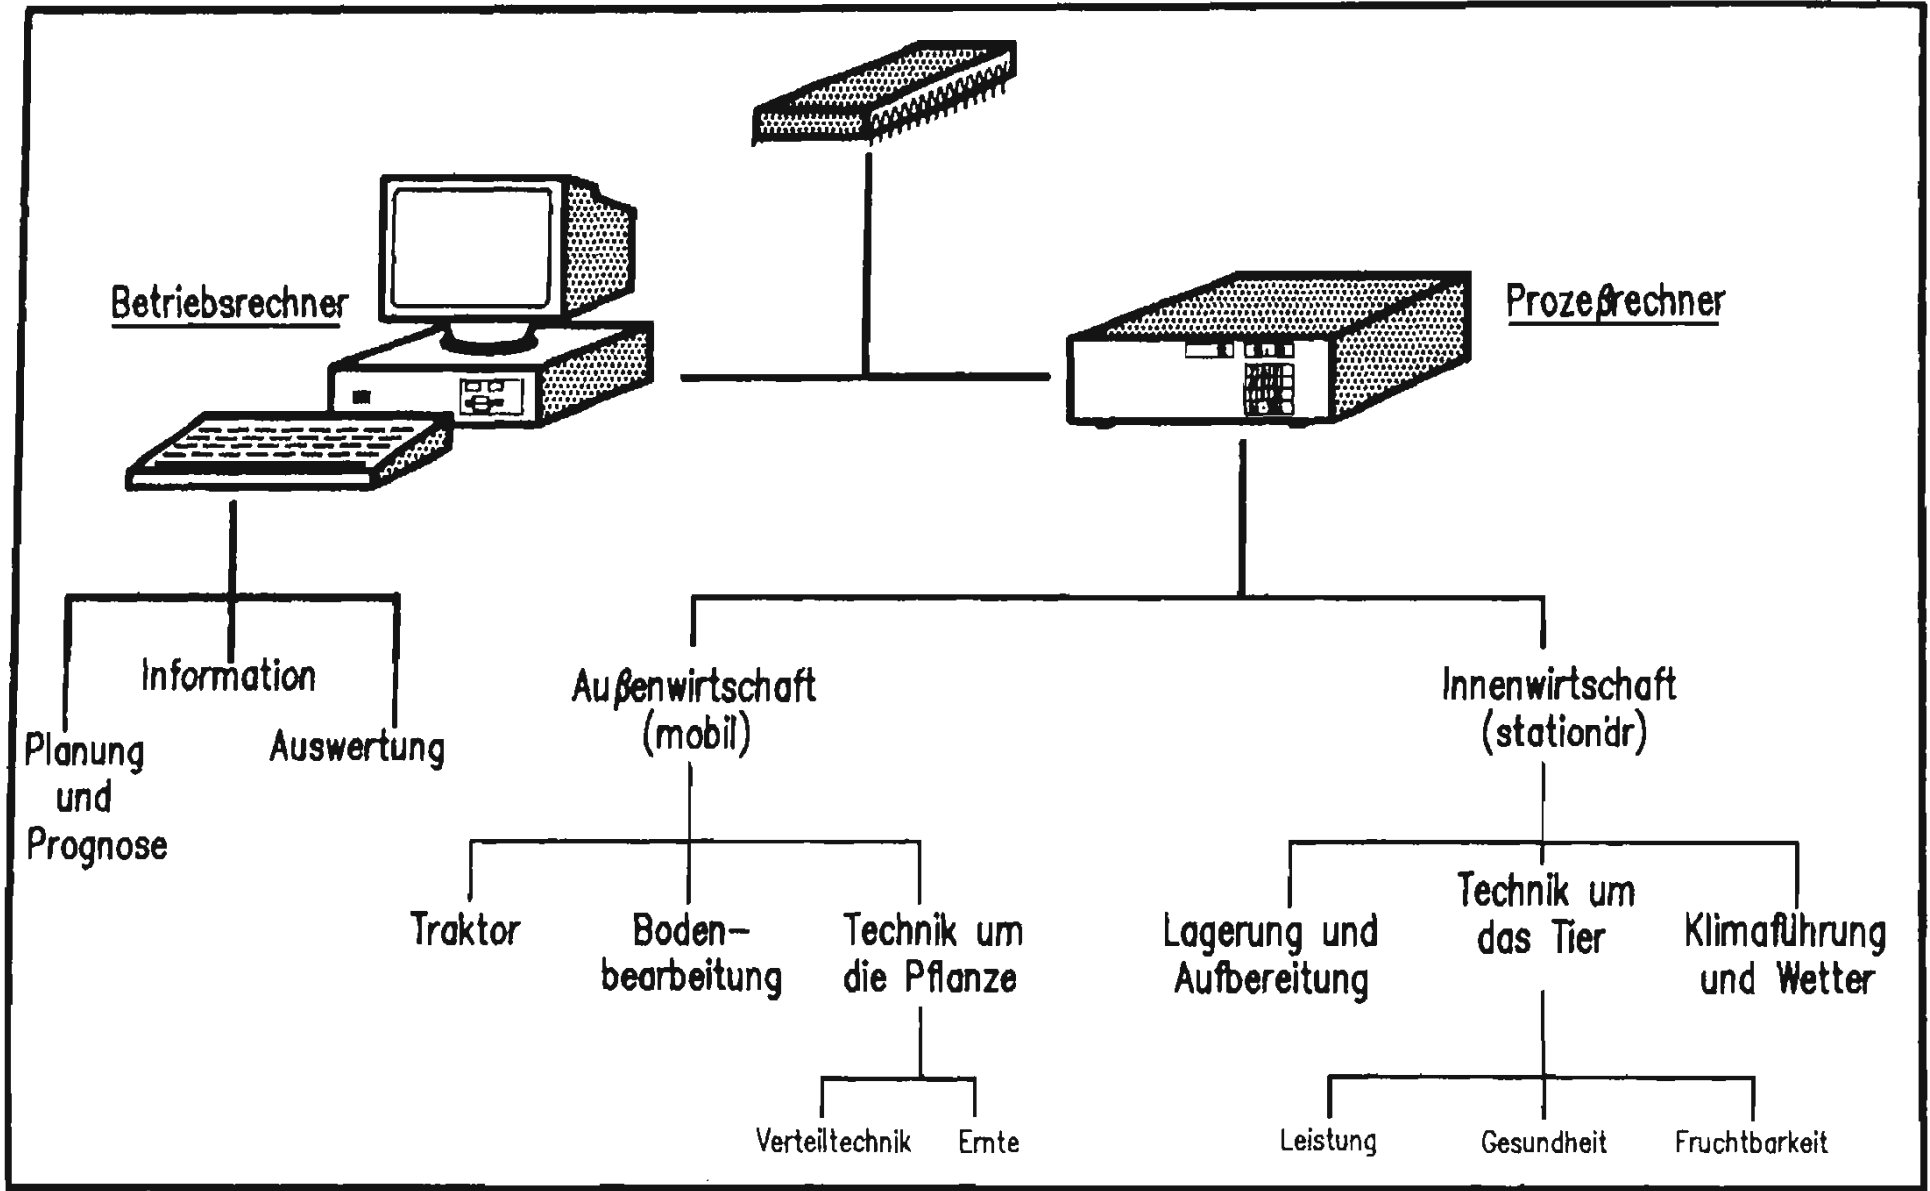 Betriebsrechner
Prozeßrechner
Information
Planung
und
Prognose
Auswertung
Außenwirtschaft
(mobil)
Innenwirtschaft
(stationär)
Traktor
Boden-
bearbeitung
Technik um
die Pflanze
Lagerung und
Aufbereitung
Technik um
das Tier
Klimaführung
und Wetter
Verteiltechnik
Ernte
Leistung
Gesundheit
Fruchtbarkeit